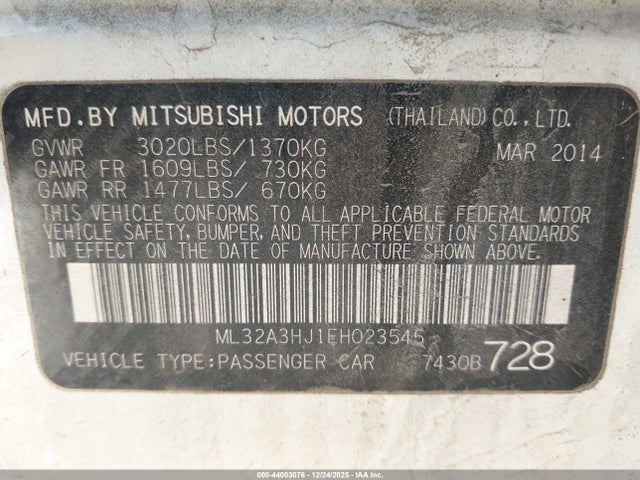 MFD.BY MITSUBISHI MOTORS (THAILAND)CO.,LTD.
GVWR 3020LBS/1370KG MAR 2014
GAWR FR 1609LBS/ 730KG
GAWR RR 1477LBS/ 670KG
THIS VEHICLE CONFORMS TO ALL APPLICABLE FEDERAL MOTOR
VEHICLE SAFETY, BUMPER, AND THEFT PREVENTION STANDARDS
IN EFFECT ON THE DATE OF MANUFACTURE SHOWN ABOVE.
ML32A3HJ1EH023545
VEHICLE TYPE:PASSENGER CAR 7430B 728
000-44003076 • 12/24/2025 • IAA Inc.